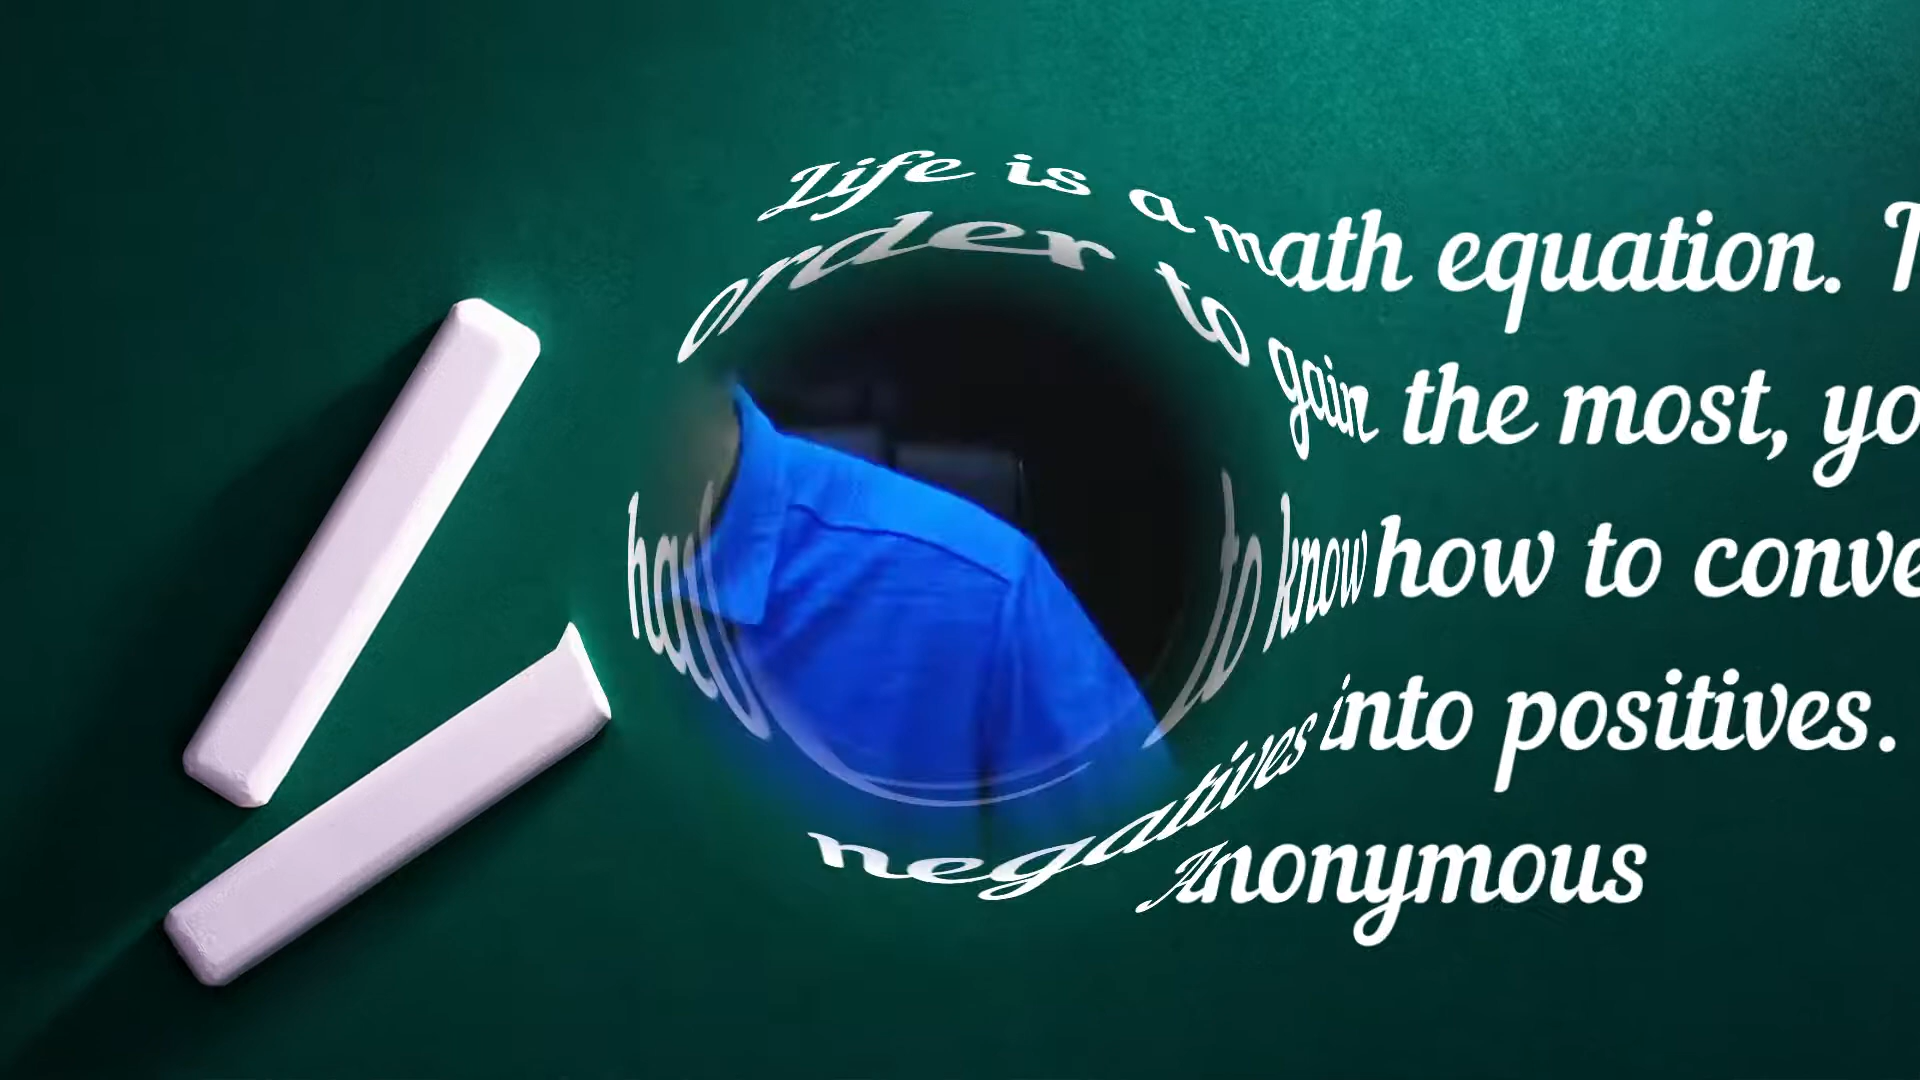 Life is a math equation. T
order to gain the most, yo
hav to know how to conve
negatives into positives.
Anonymous